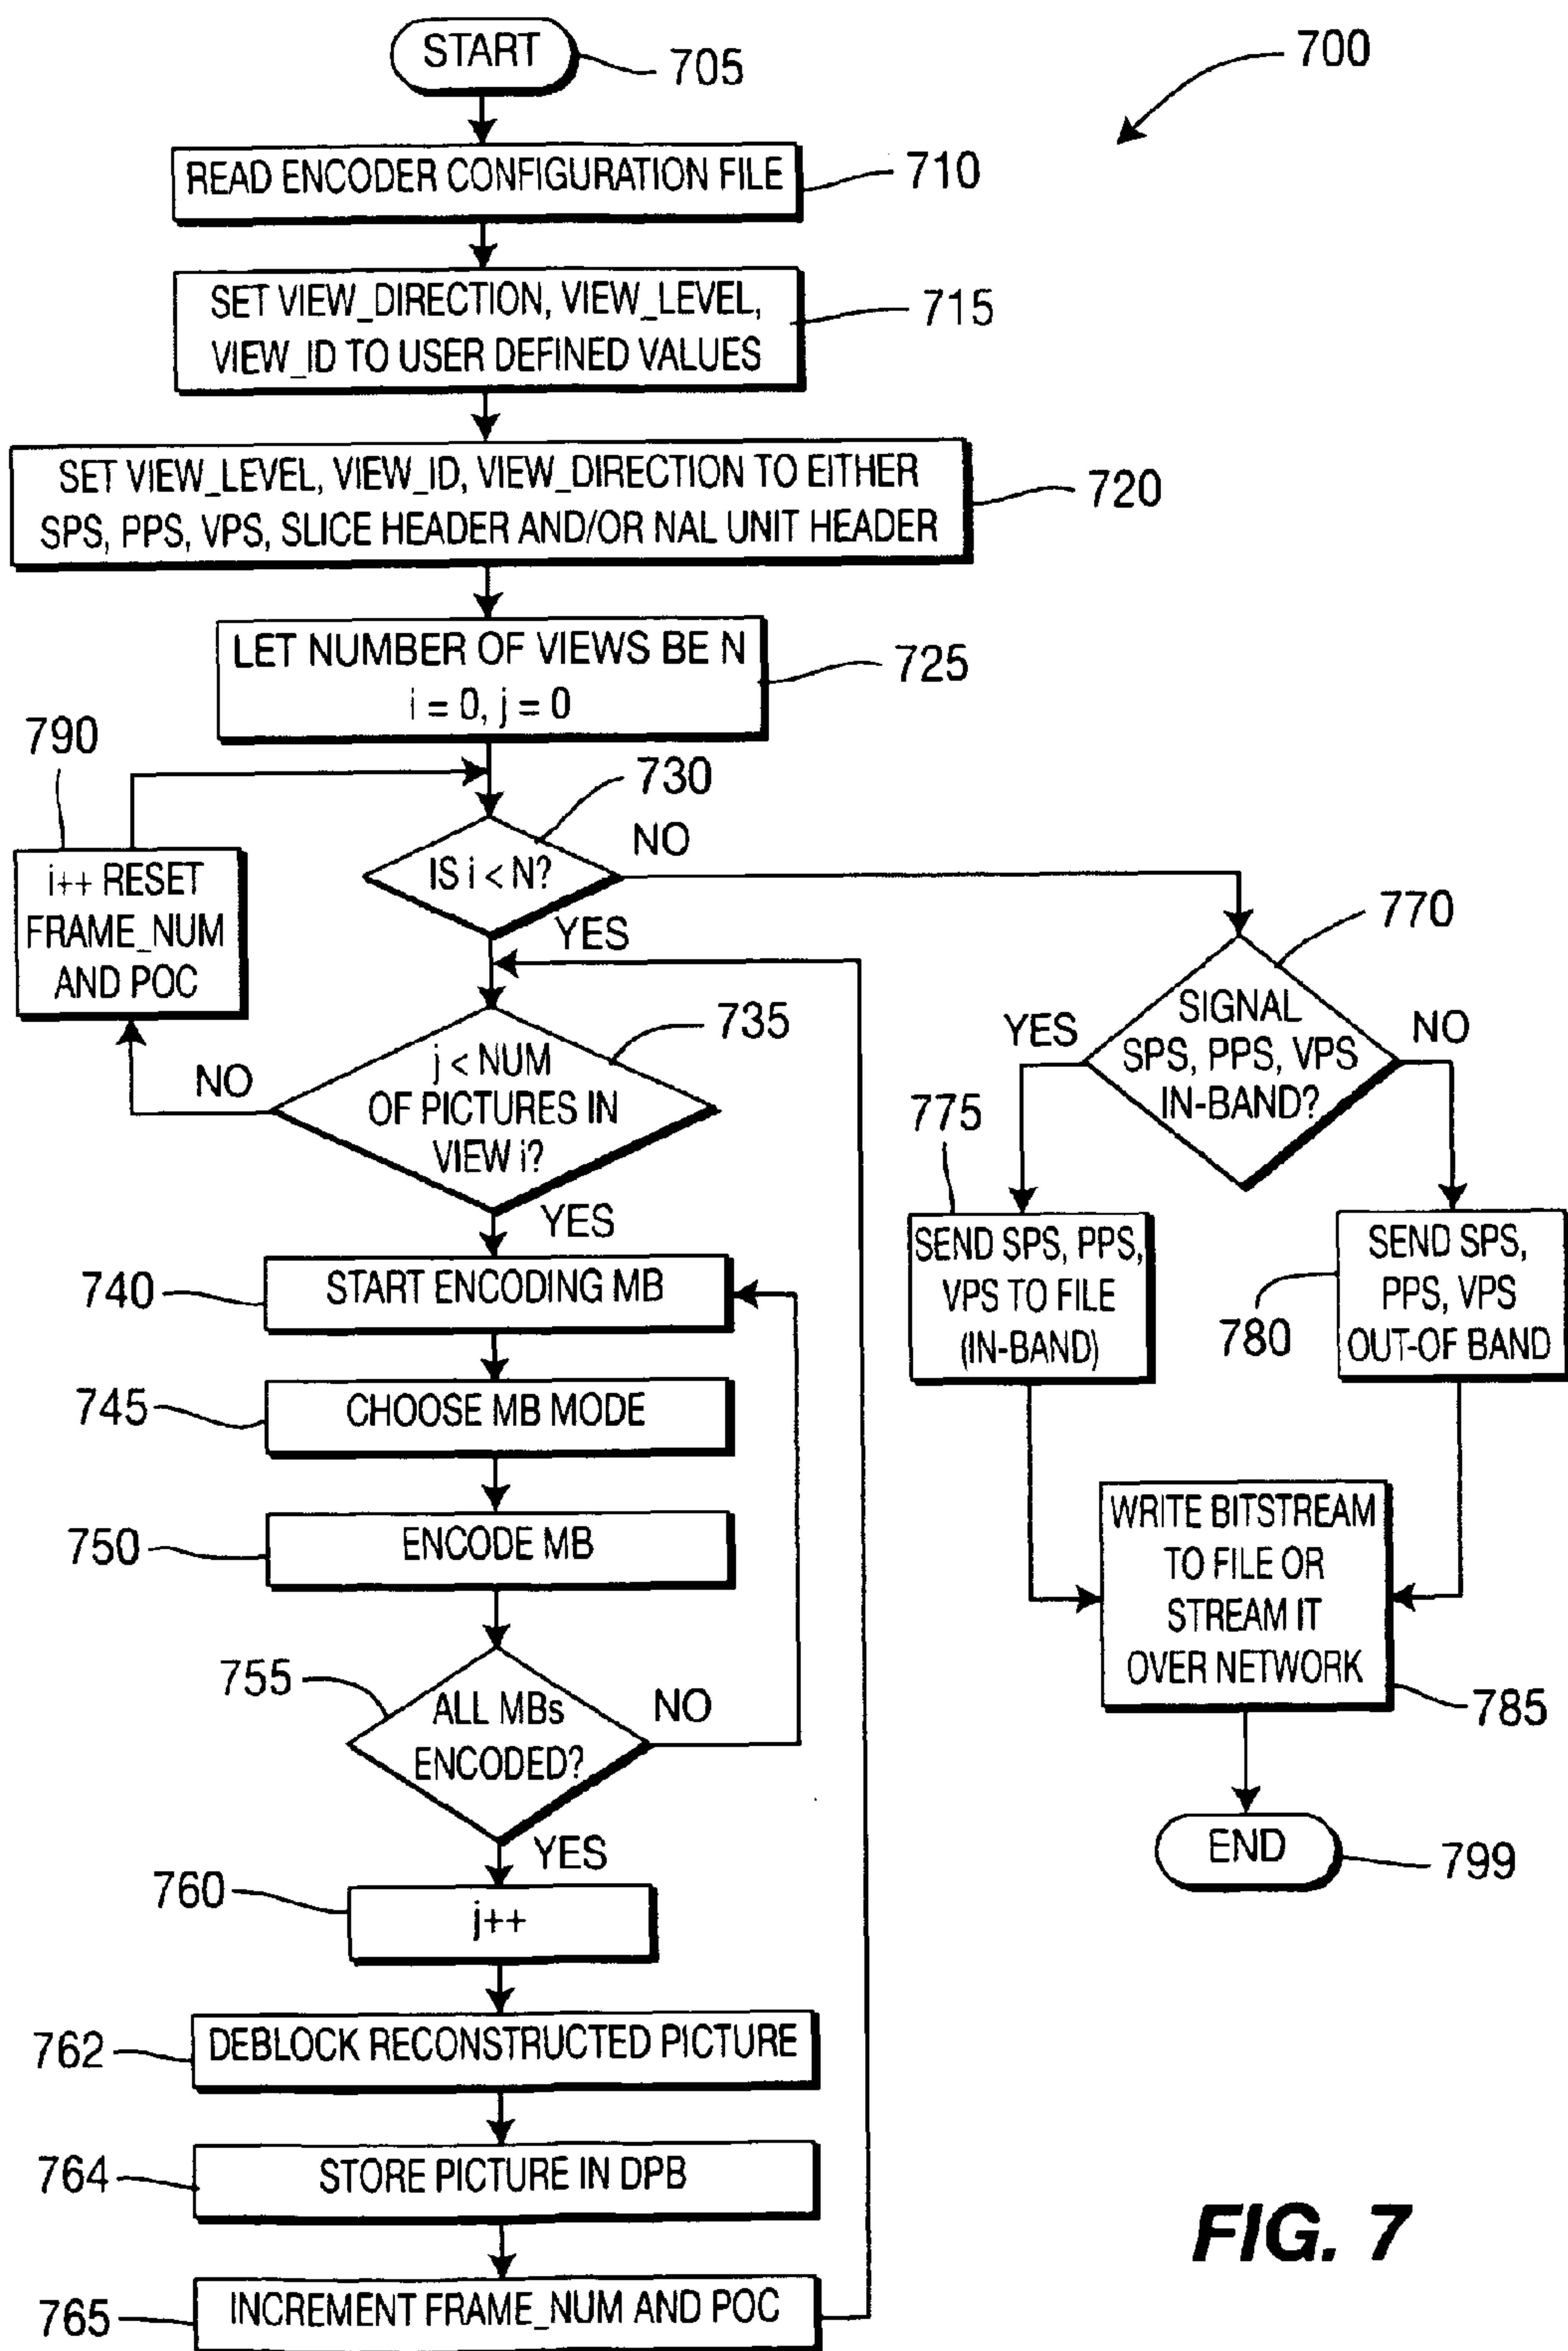 START
705
700
READ ENCODER CONFIGURATION FILE
710
SET VIEW_DIRECTION, VIEW_LEVEL,
VIEW_ID TO USER DEFINED VALUES
715
SET VIEW_LEVEL, VIEW_ID, VIEW_DIRECTION TO EITHER
SPS, PPS, VPS, SLICE HEADER AND/OR NAL UNIT HEADER
720
LET NUMBER OF VIEWS BE N
i = 0, j = 0
725
790
i++ RESET
FRAME_NUM
AND POC
730
IS i < N?
NO
YES
735
j < NUM
OF PICTURES IN
VIEW i?
NO
YES
770
SIGNAL
SPS, PPS, VPS
IN-BAND?
YES
NO
775
SEND SPS, PPS,
VPS TO FILE
(IN-BAND)
SEND SPS,
PPS, VPS
OUT-OF BAND
780
740
START ENCODING MB
745
CHOOSE MB MODE
750
ENCODE MB
WRITE BITSTREAM
TO FILE OR
STREAM IT
OVER NETWORK
785
755
ALL MBs
ENCODED?
NO
YES
END
799
760
j++
762
DEBLOCK RECONSTRUCTED PICTURE
764
STORE PICTURE IN DPB
765
INCREMENT FRAME_NUM AND POC
FIG. 7